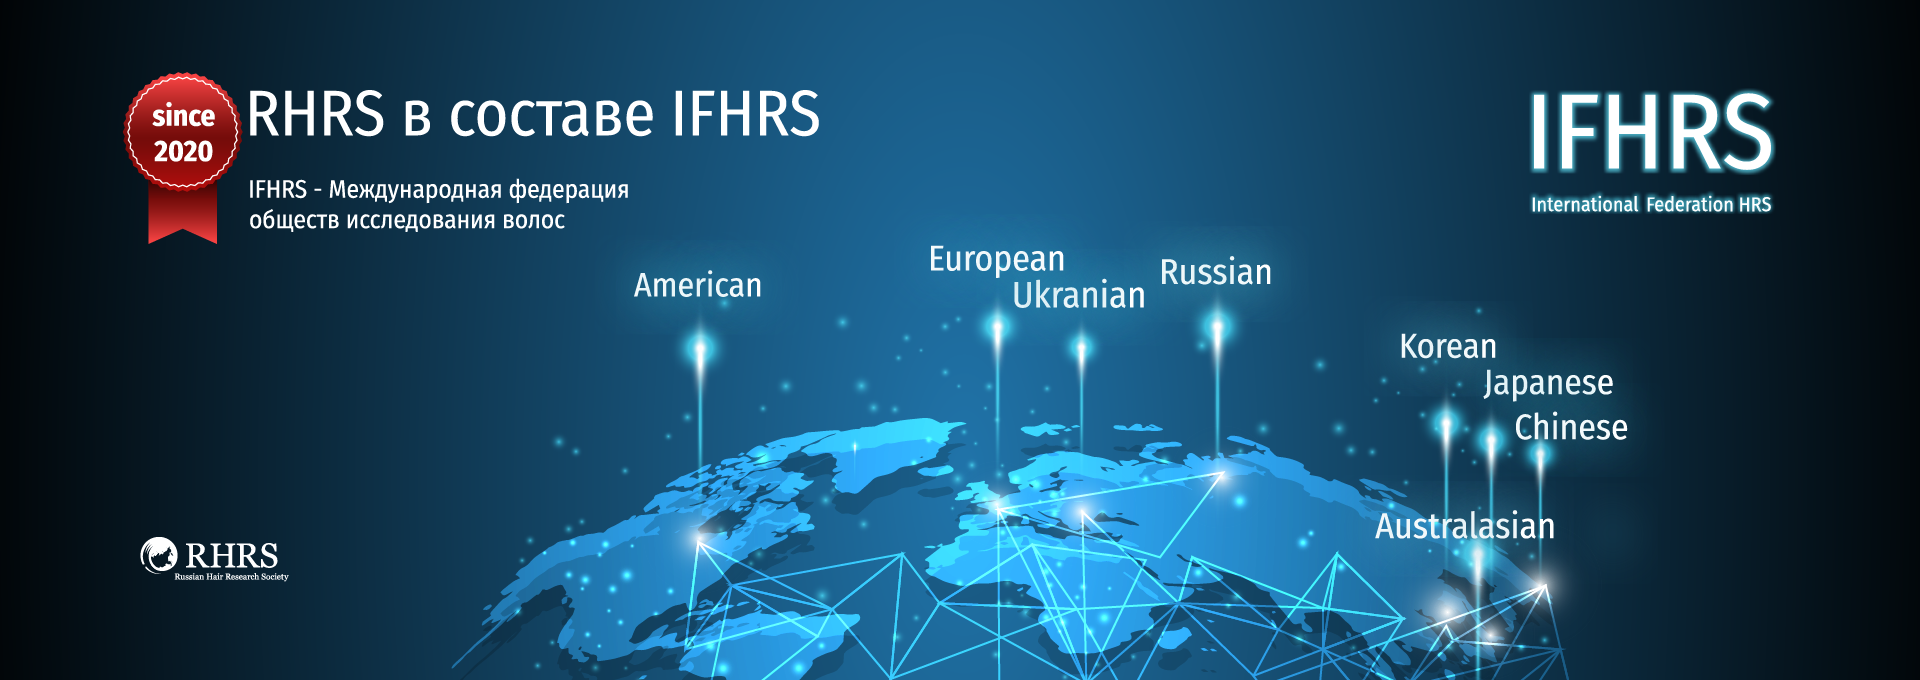 since
2020
RHRS в составе IFHRS
IFHRS - Международная федерация
обществ исследования волос
IFHRS
International Federation HRS
American
European
Ukranian
Russian
Korean
Japanese
Chinese
Australasian
RHRS
Russian Hair Research Society